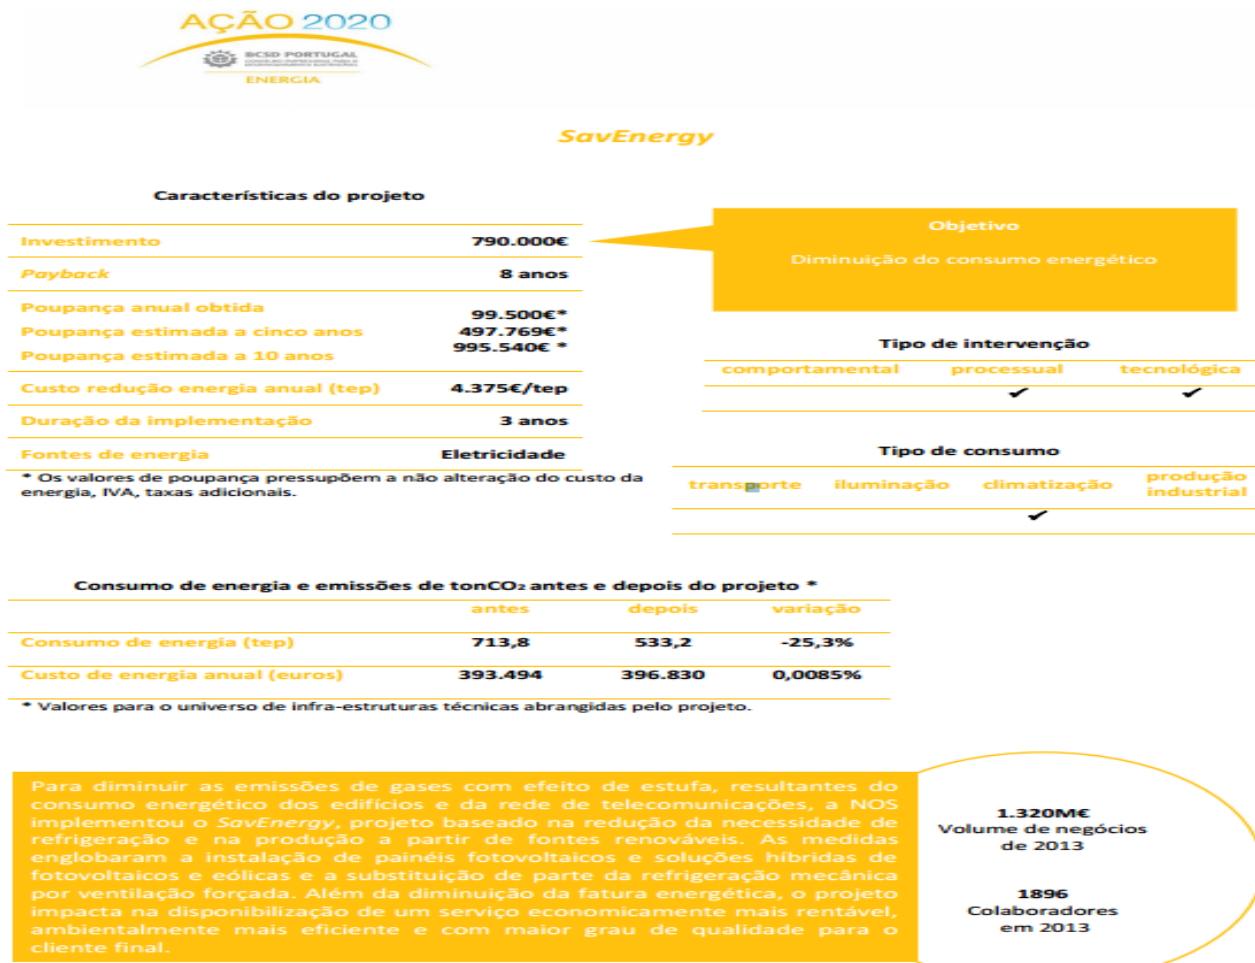 AÇÃO 2020
BCSD PORTUGAL
ENERGIA
SavEnergy
Características do projeto
Investimento 790.000€
Payback 8 anos
Poupança anual obtida 99.500€*
Poupança estimada a cinco anos 497.769€*
Poupança estimada a 10 anos 995.540€ *
Custo redução energia anual (tep) 4.375€/tep
Duração da implementação 3 anos
Fontes de energia Eletricidade
* Os valores de poupança pressupõem a não alteração do custo da
energia, IVA, taxas adicionais.
Objetivo
Diminuição do consumo energético
Tipo de intervenção
comportamental processual tecnológica
✔ ✔
Tipo de consumo
transporte iluminação climatização produção
industrial
✔
Consumo de energia e emissões de tonCO₂ antes e depois do projeto *
antes depois variação
Consumo de energia (tep) 713,8 533,2 -25,3%
Custo de energia anual (euros) 393.494 396.830 0,0085%
* Valores para o universo de infra-estruturas técnicas abrangidas pelo projeto.
Para diminuir as emissões de gases com efeito de estufa, resultantes do
consumo energético dos edifícios e da rede de telecomunicações, a NOS
implementou o SavEnergy, projeto baseado na redução da necessidade de
refrigeração e na produção a partir de fontes renováveis. As medidas
englobaram a instalação de painéis fotovoltaicos e soluções híbridas de
fotovoltaicos e eólicas e a substituição de parte da refrigeração mecânica
por ventilação forçada. Além da diminuição da fatura energética, o projeto
impacta na disponibilização de um serviço economicamente mais rentável,
ambientalmente mais eficiente e com maior grau de qualidade para o
cliente final.
1.320M€
Volume de negócios
de 2013
1896
Colaboradores
em 2013